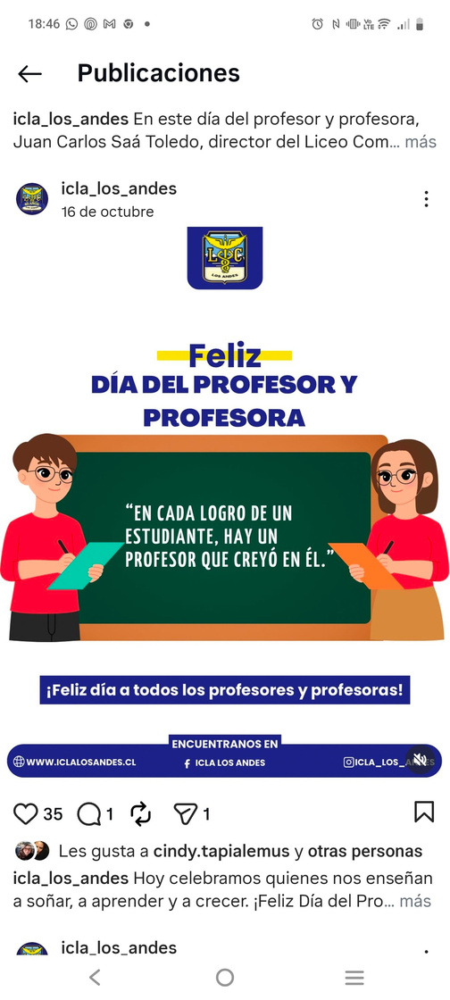 18:46
Vo
LTE
Publicaciones
icla_los_andes En este día del profesor y profesora,
Juan Carlos Saá Toledo, director del Liceo Com... más
icla_los_andes
16 de octubre
L C
LOS ANDES
Feliz
DÍA DEL PROFESOR Y
PROFESORA
“EN CADA LOGRO DE UN
ESTUDIANTE, HAY UN
PROFESOR QUE CREYÓ EN ÉL.”
¡Feliz día a todos los profesores y profesoras!
ENCUENTRANOS EN
WWW.ICLALOSANDES.CL
ICLA LOS ANDES
ICLA_LOS_ANDES
35
1
1
Les gusta a cindy.tapialemus y otras personas
icla_los_andes Hoy celebramos quienes nos enseñan
a soñar, a aprender y a crecer. ¡Feliz Día del Pro... más
icla_los_andes